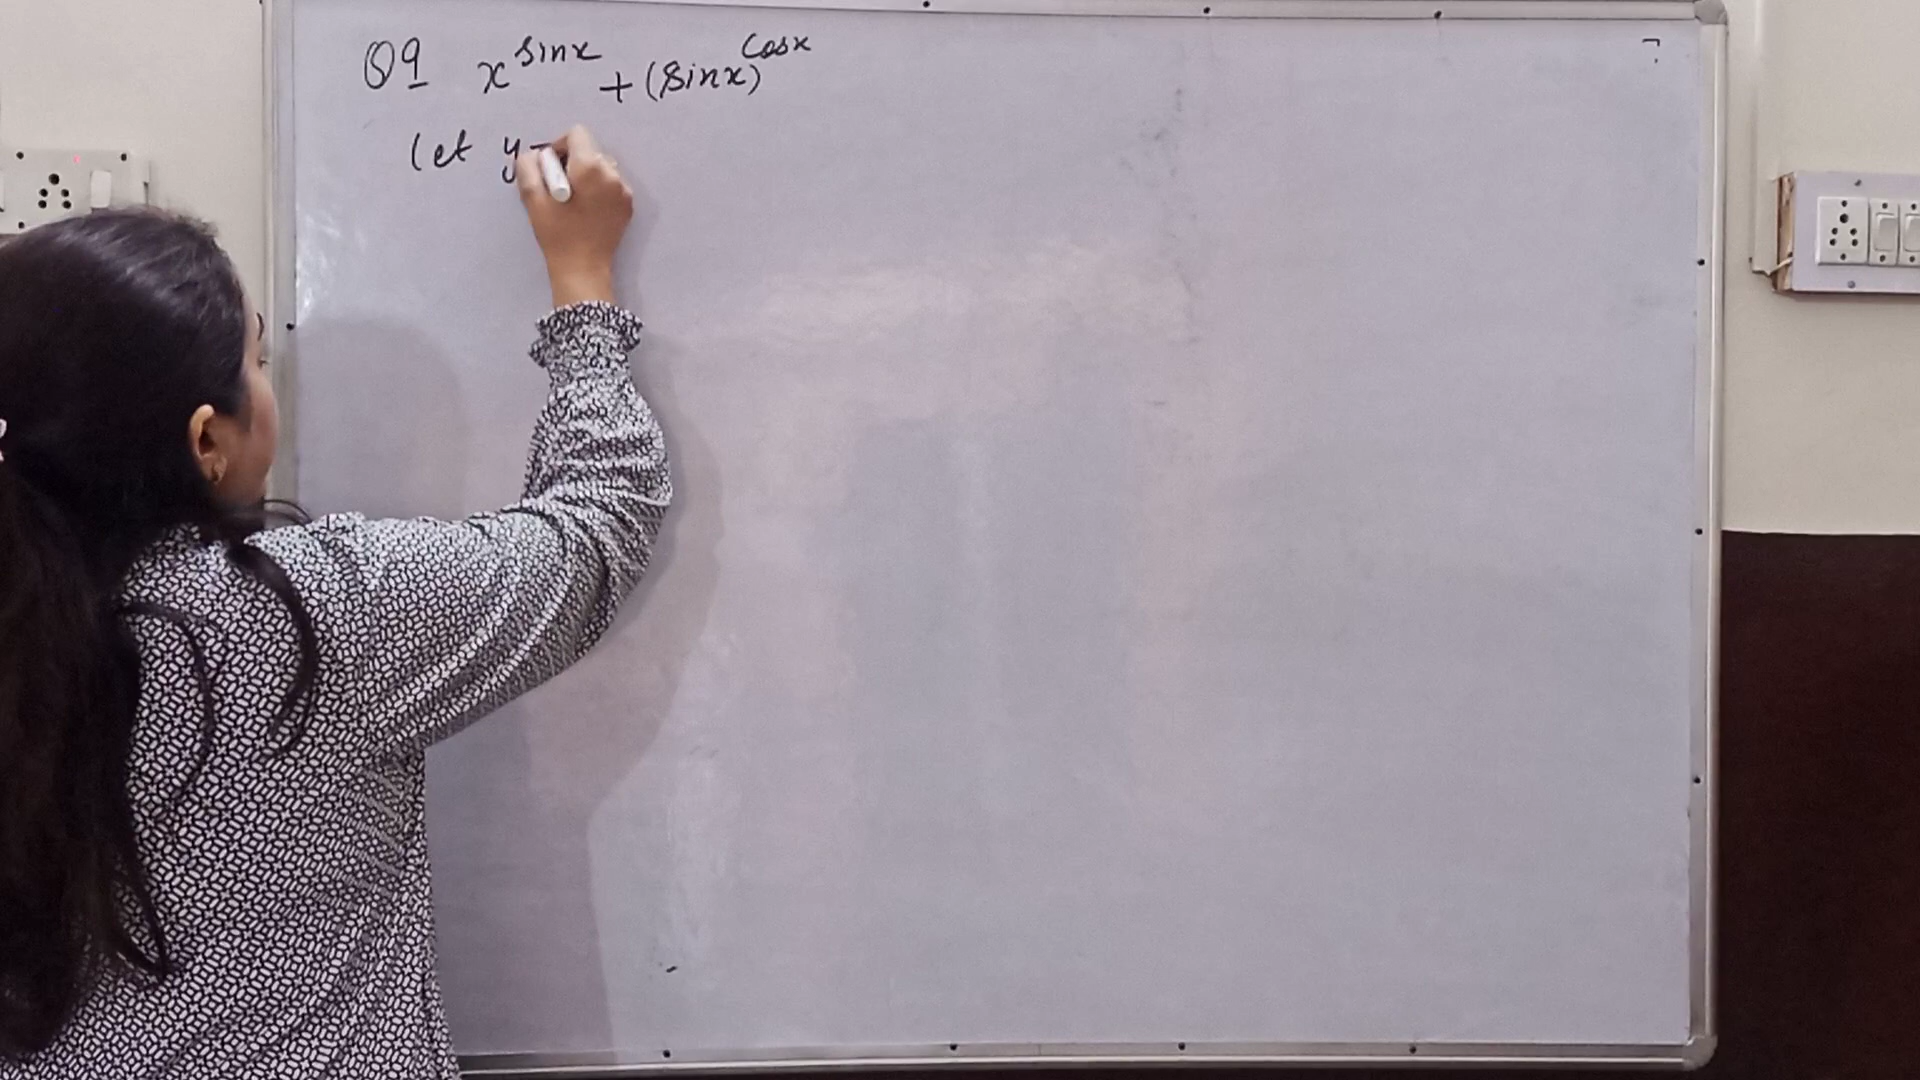 Q9 x^sinx + (sinx)^cosx
let y =